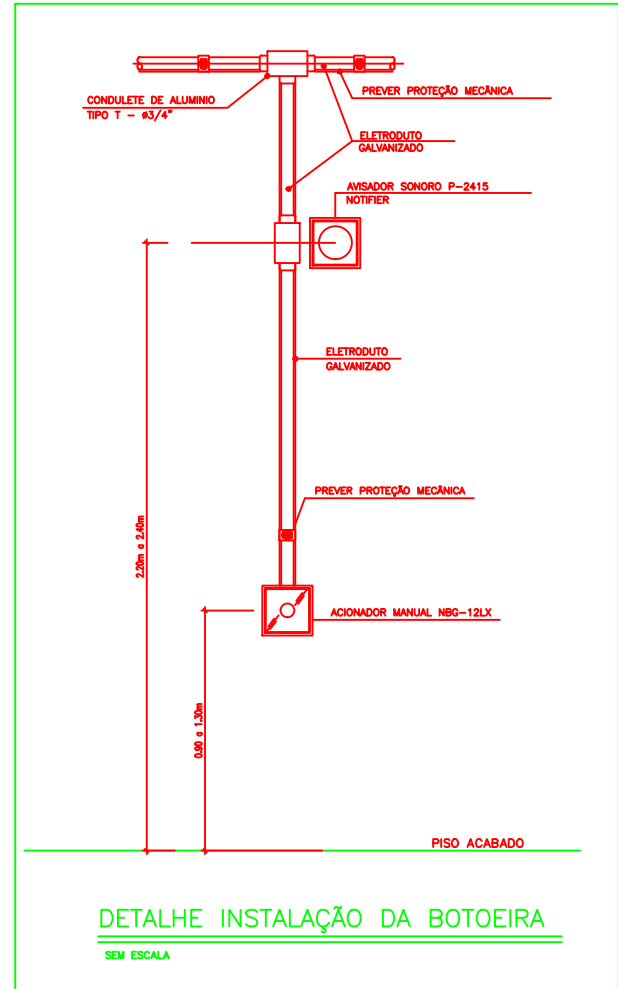 CONDULETE DE ALUMINIO
TIPO T - ø3/4"
PREVER PROTEÇÃO MECÂNICA
ELETRODUTO
GALVANIZADO
AVISADOR SONORO P-2415
NOTIFIER
ELETRODUTO
GALVANIZADO
PREVER PROTEÇÃO MECÂNICA
2.20m a 2.40m
ACIONADOR MANUAL NBG-12LX
0.90 a 1.30m
PISO ACABADO
DETALHE INSTALAÇÃO DA BOTOEIRA
SEM ESCALA